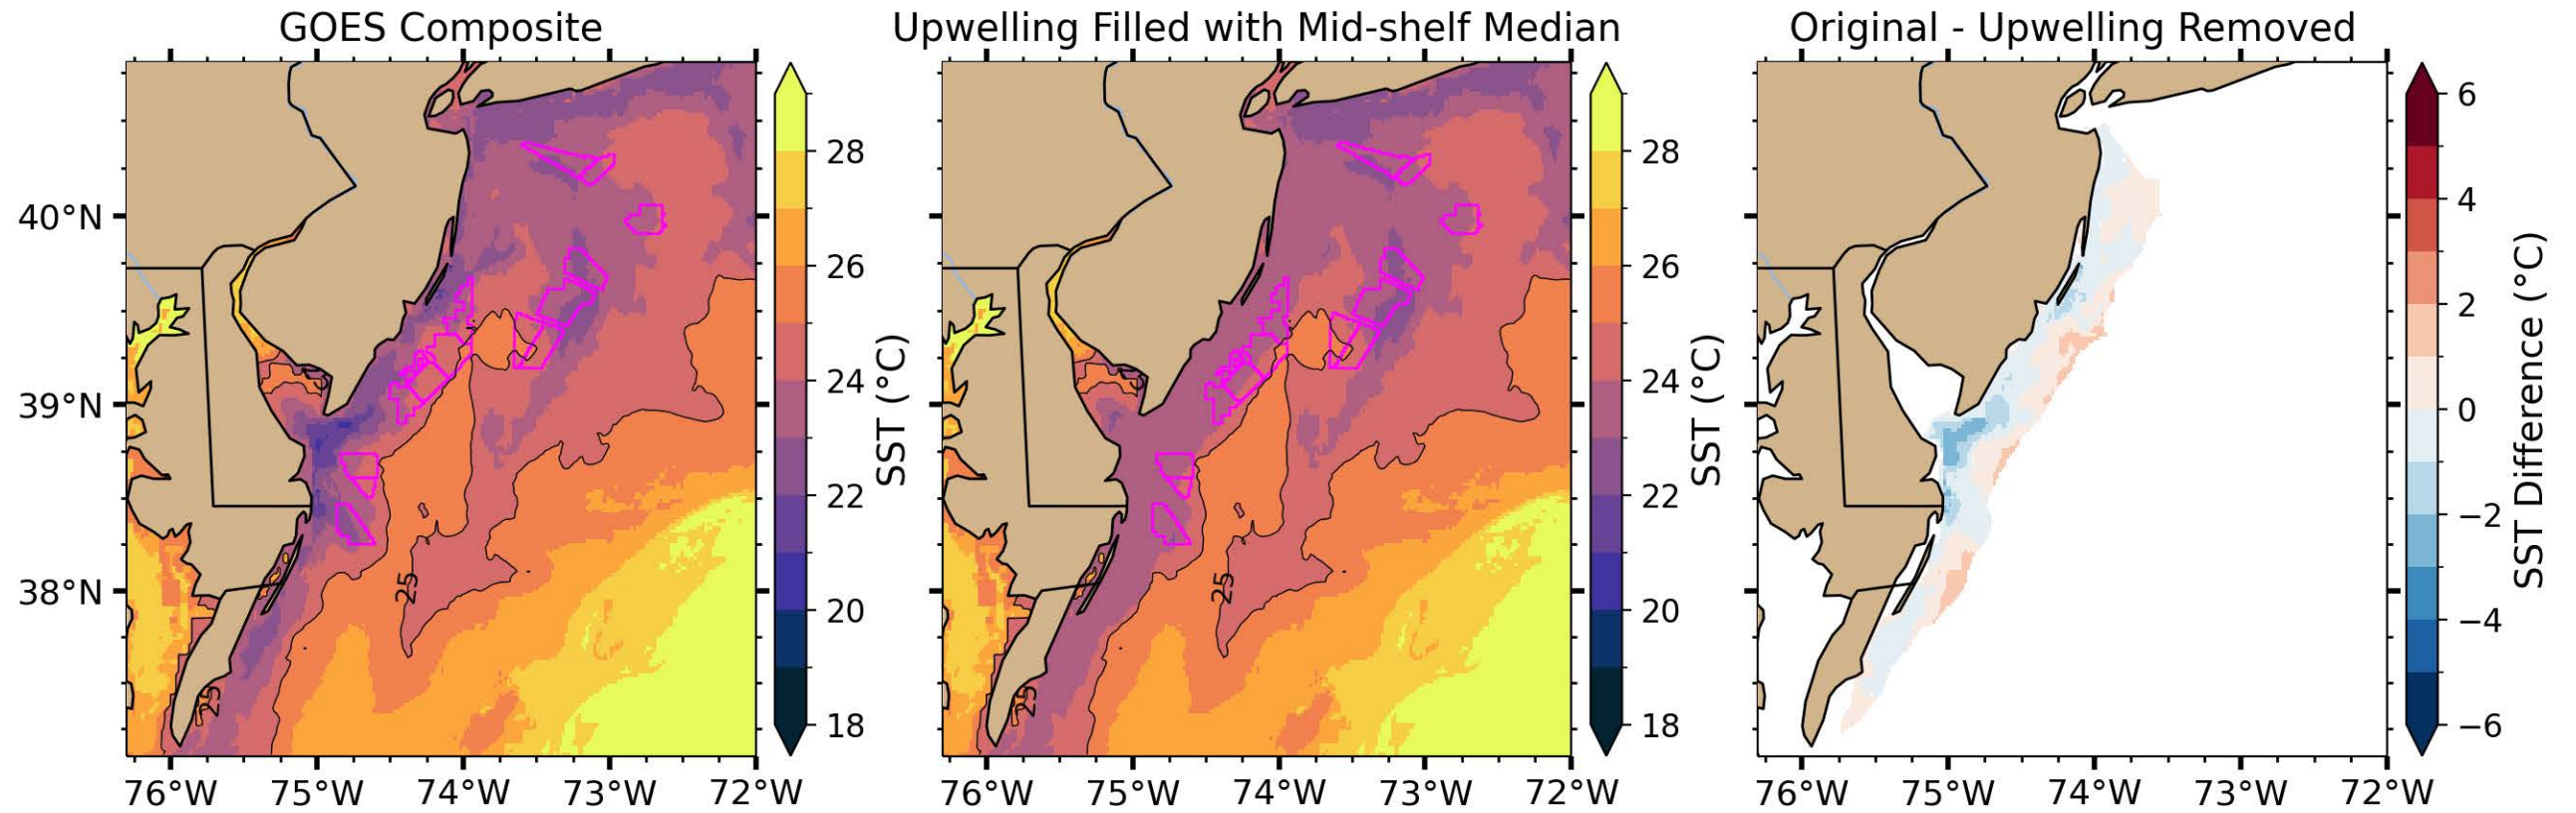 GOES Composite
Upwelling Filled with Mid-shelf Median
Original - Upwelling Removed
40°N
39°N
38°N
25
25
76°W
75°W
74°W
73°W
72°W
28
26
24
22
20
18
SST (°C)
25
25
76°W
75°W
74°W
73°W
72°W
28
26
24
22
20
18
SST (°C)
76°W
75°W
74°W
73°W
72°W
6
4
2
0
−2
−4
−6
SST Difference (°C)